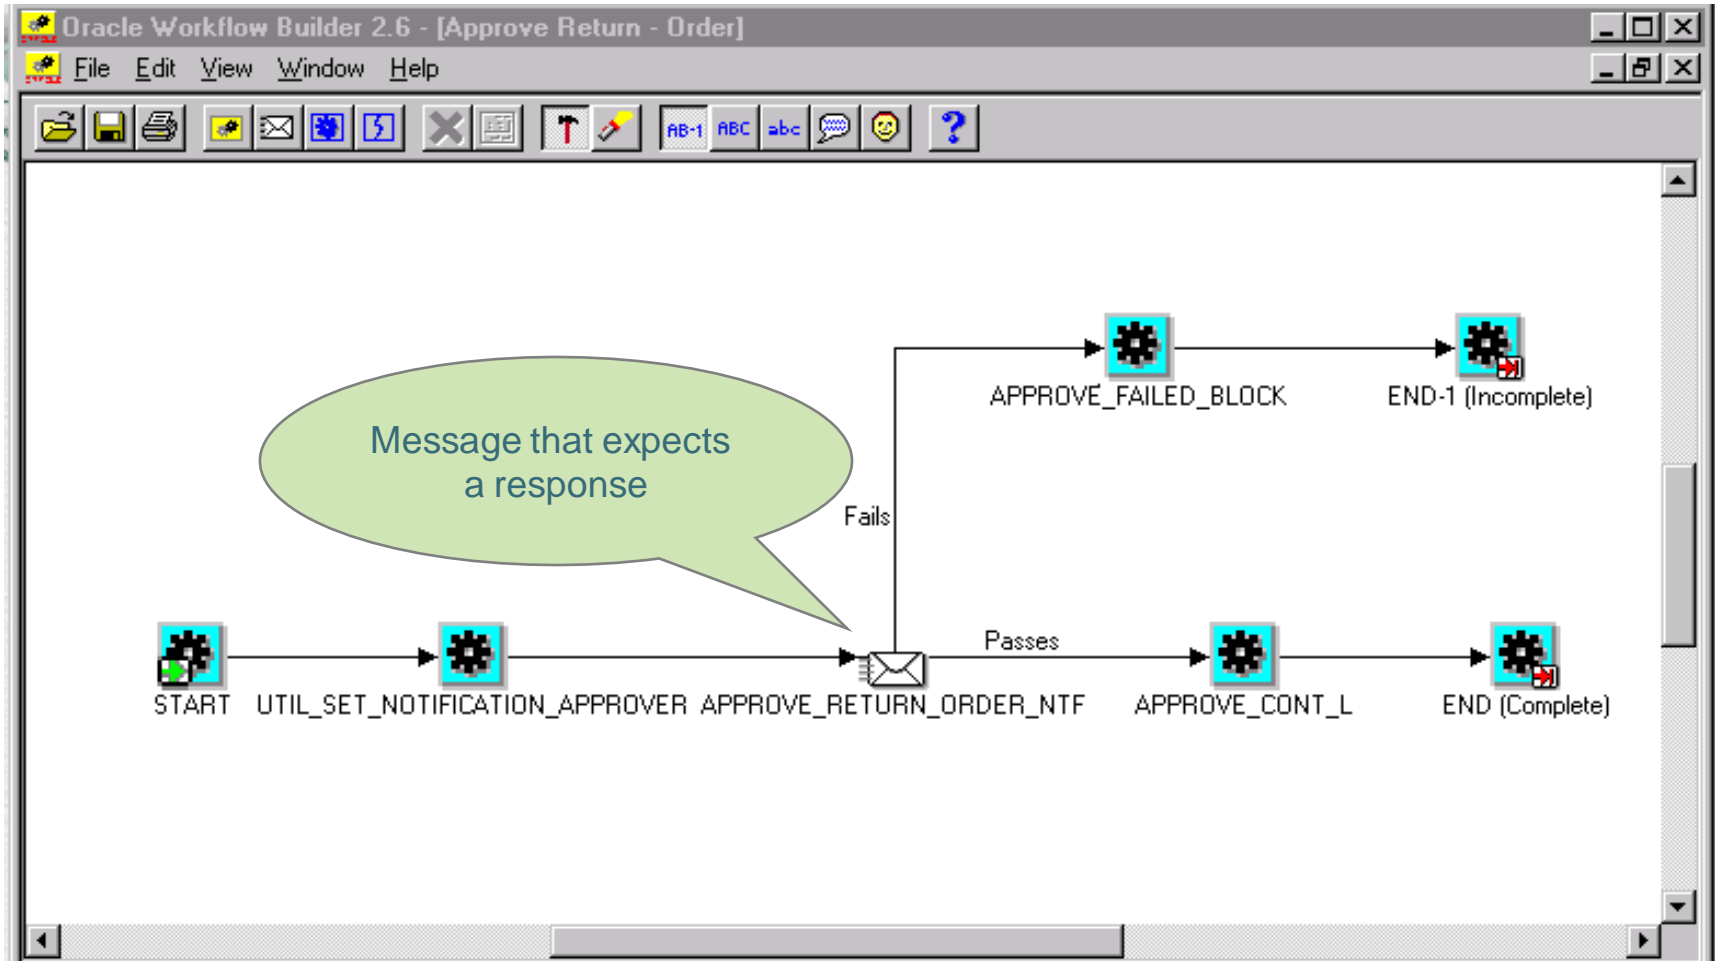 Oracle Workflow Builder 2.6 - [Approve Return - Order]
File Edit View Window Help
AB-1 ABC abc ?
APPROVE_FAILED_BLOCK END-1 (Incomplete)
Message that expects
a response
Fails
Passes
START UTIL_SET_NOTIFICATION_APPROVER APPROVE_RETURN_ORDER_NTF APPROVE_CONT_L END (Complete)